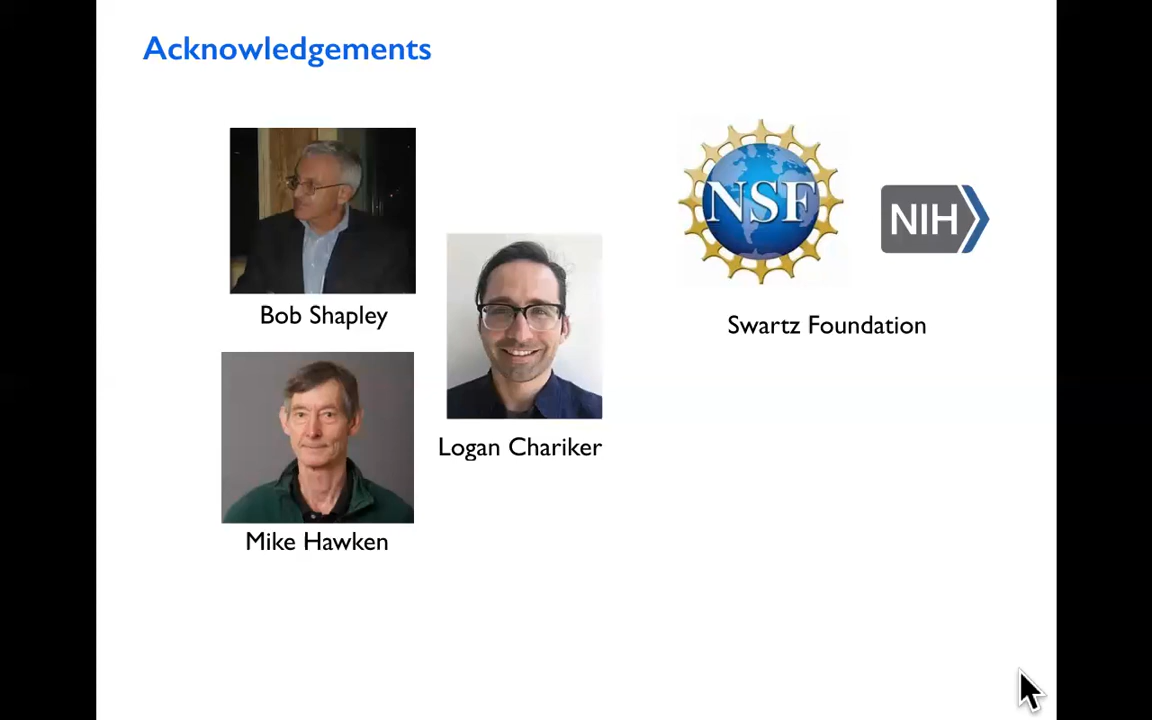 Acknowledgements
Bob Shapley
Logan Chariker
Mike Hawken
NSF
NIH
Swartz Foundation